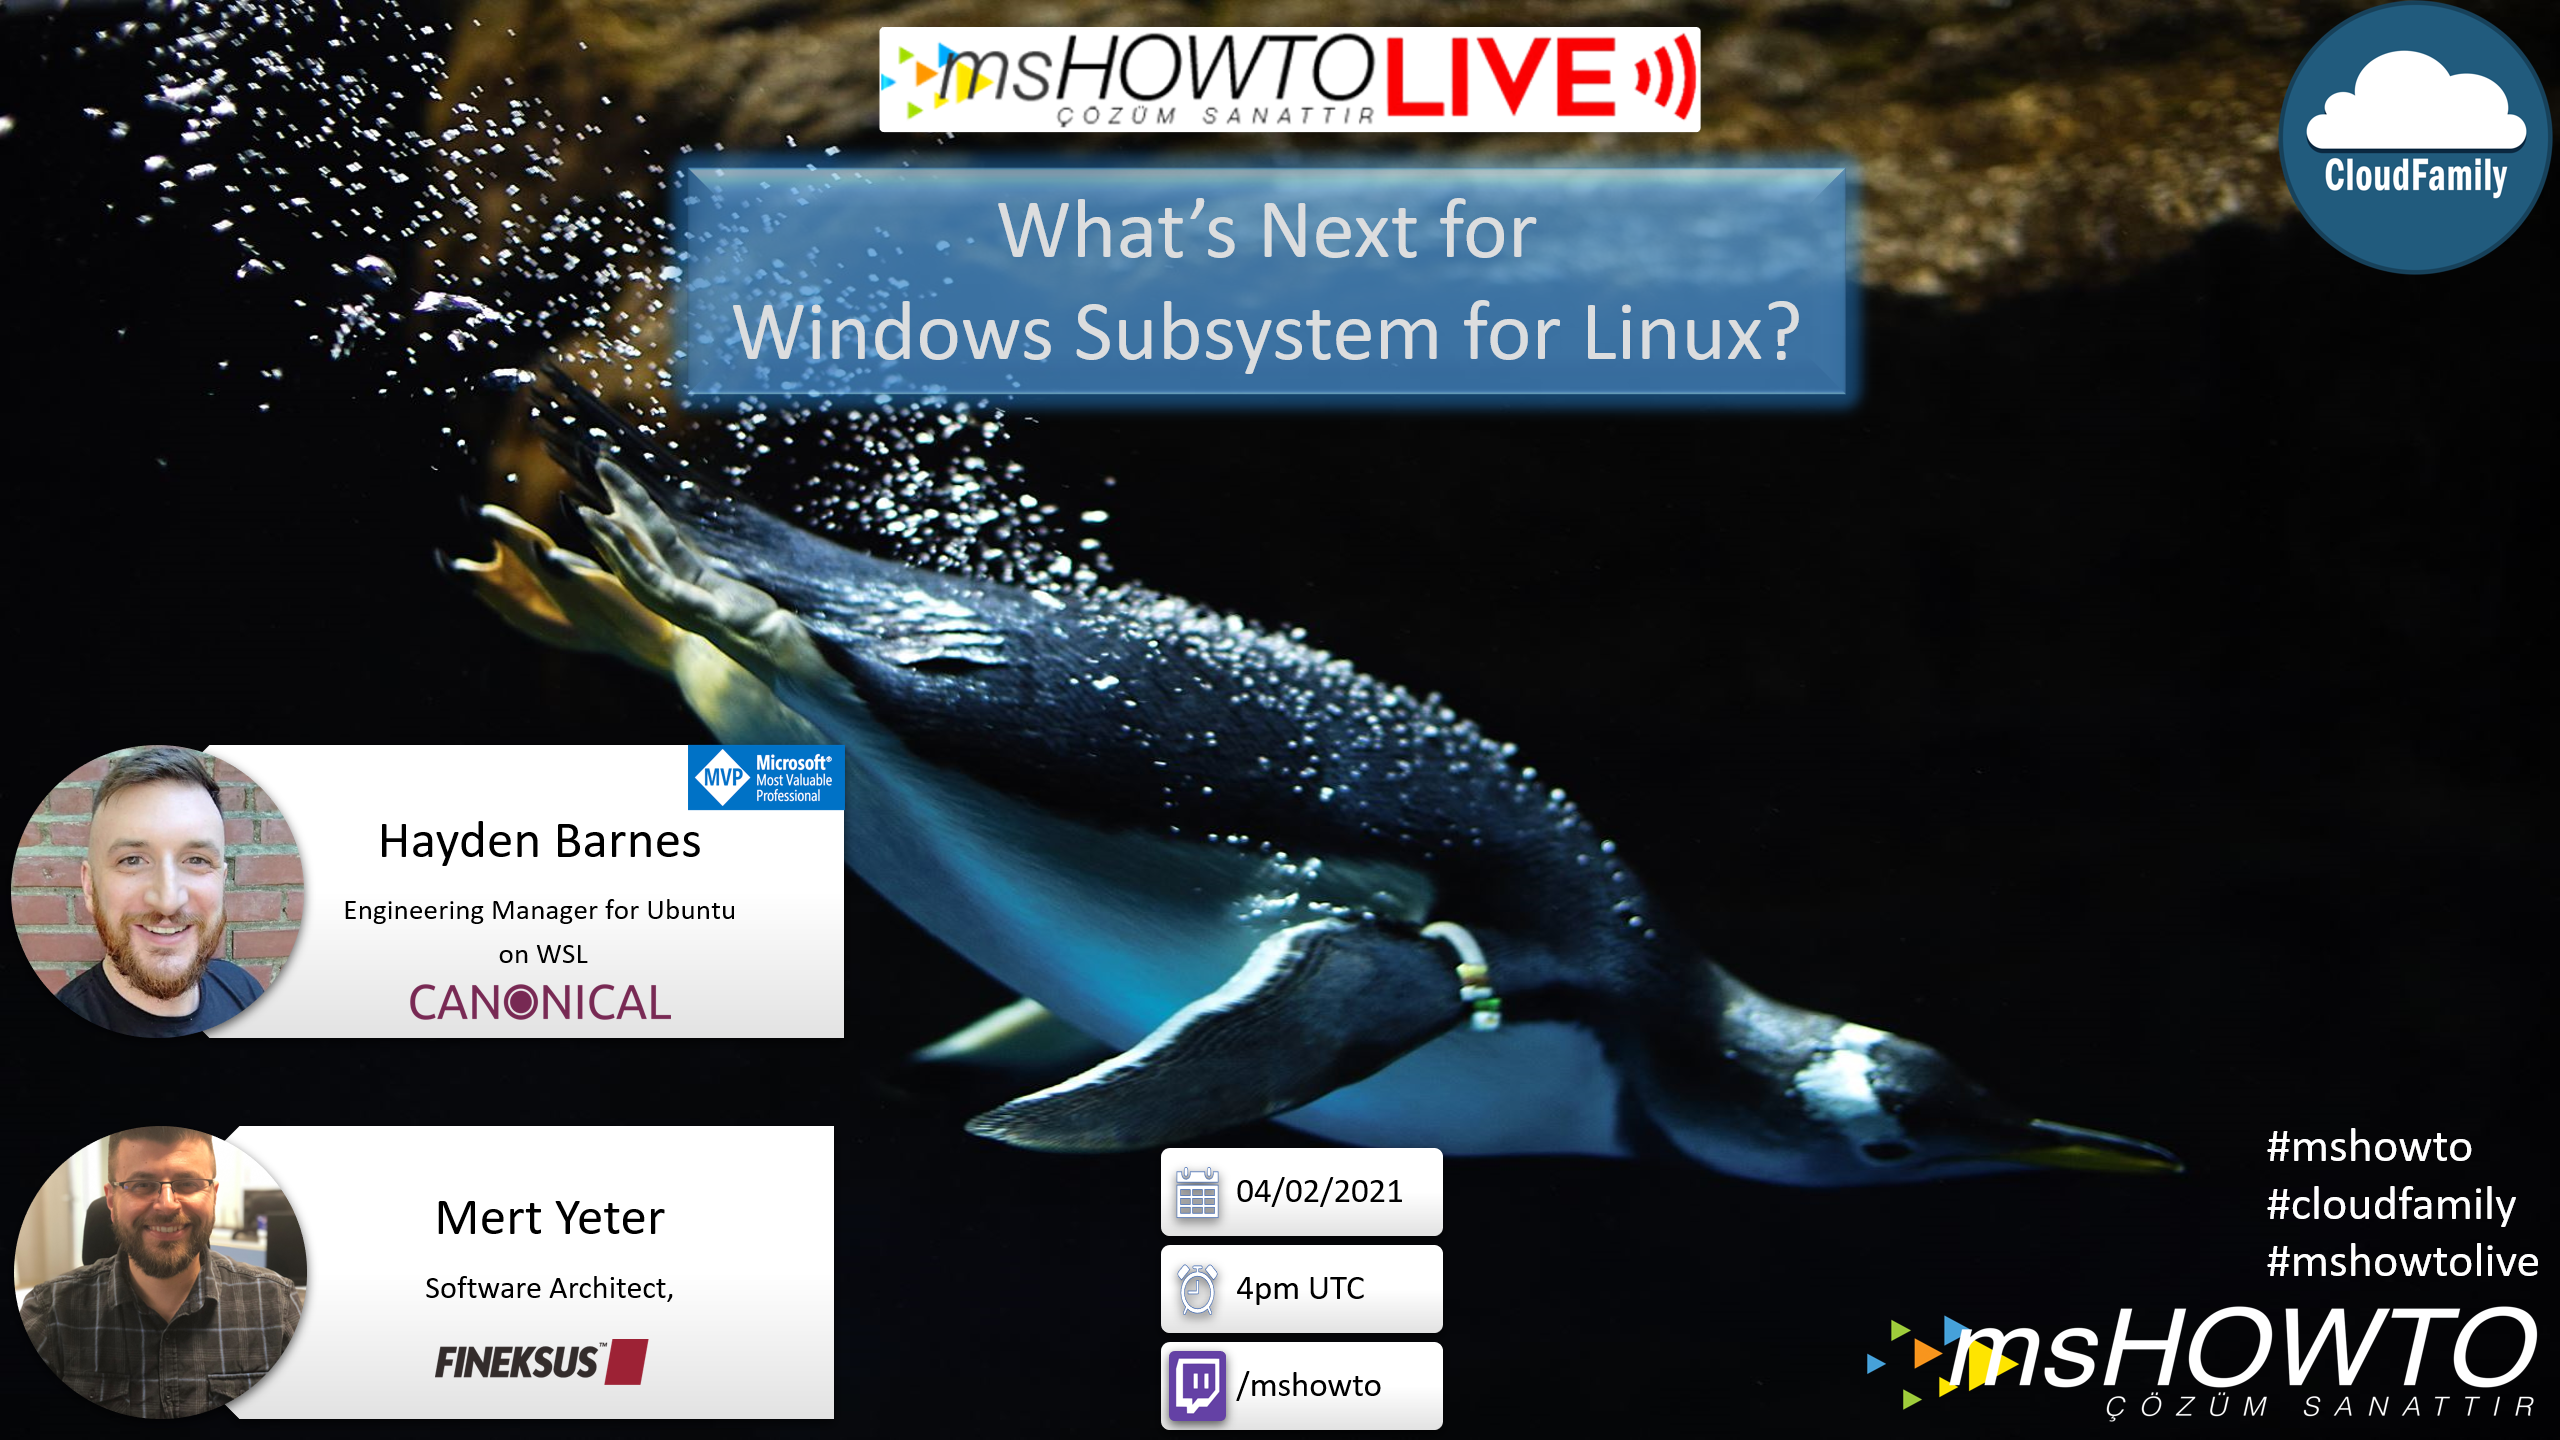 msHOWTO LIVE
ÇÖZÜM SANATTIR
CloudFamily
What’s Next for
Windows Subsystem for Linux?
MVP
Microsoft®
Most Valuable
Professional
Hayden Barnes
Engineering Manager for Ubuntu
on WSL
CANONICAL
Mert Yeter
Software Architect,
FINEKSUS™
04/02/2021
4pm UTC
/mshowto
#mshowto
#cloudfamily
#mshowtolive
msHOWTO
ÇÖZÜM SANATTIR